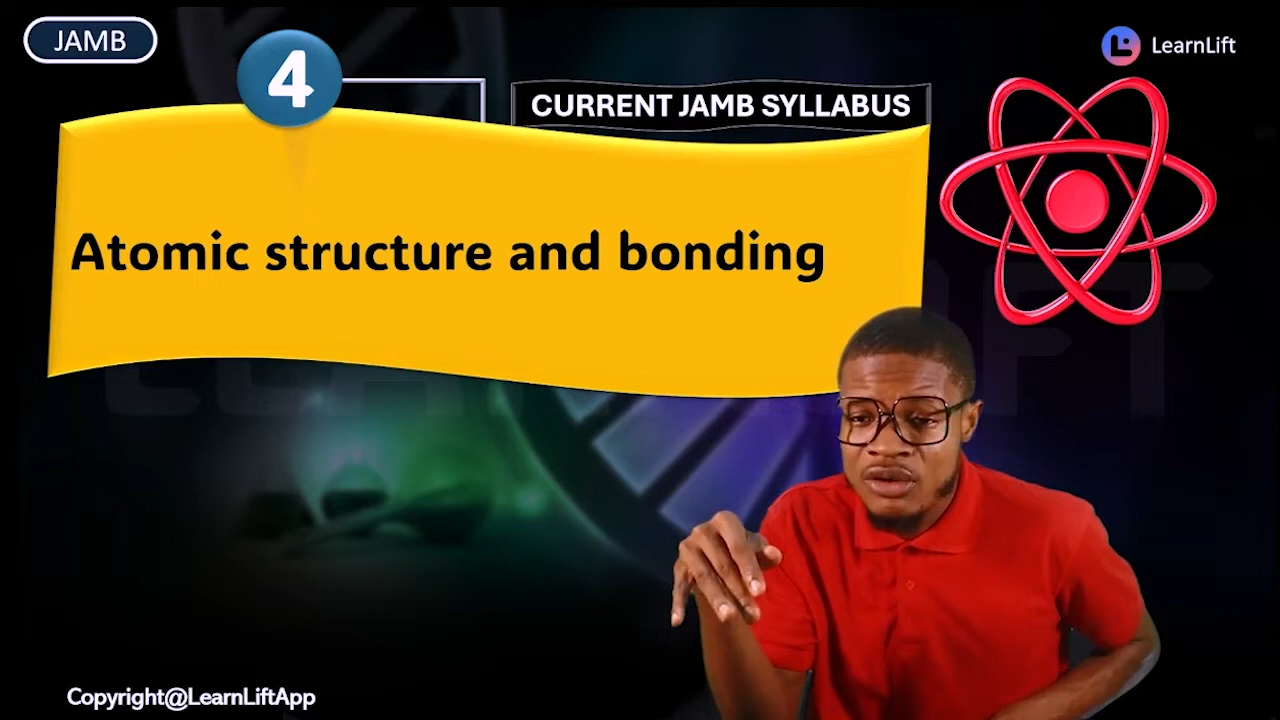 JAMB
LearnLift
4
CURRENT JAMB SYLLABUS
Atomic structure and bonding
Copyright@LearnLiftApp